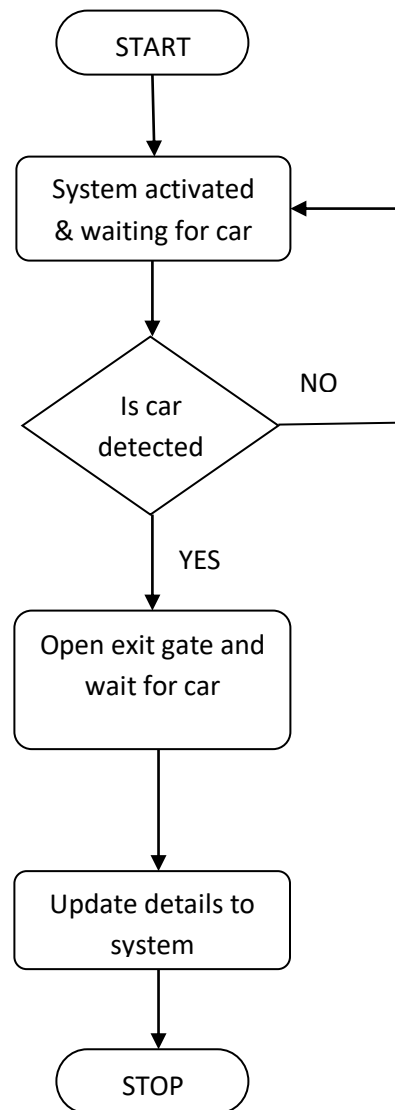 START
System activated
& waiting for car
NO
Is car
detected
YES
Open exit gate and
wait for car
Update details to
system
STOP